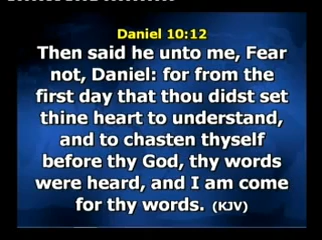 Daniel 10:12
Then said he unto me, Fear
not, Daniel: for from the
first day that thou didst set
thine heart to understand,
and to chasten thyself
before thy God, thy words
were heard, and I am come
for thy words. (KJV)